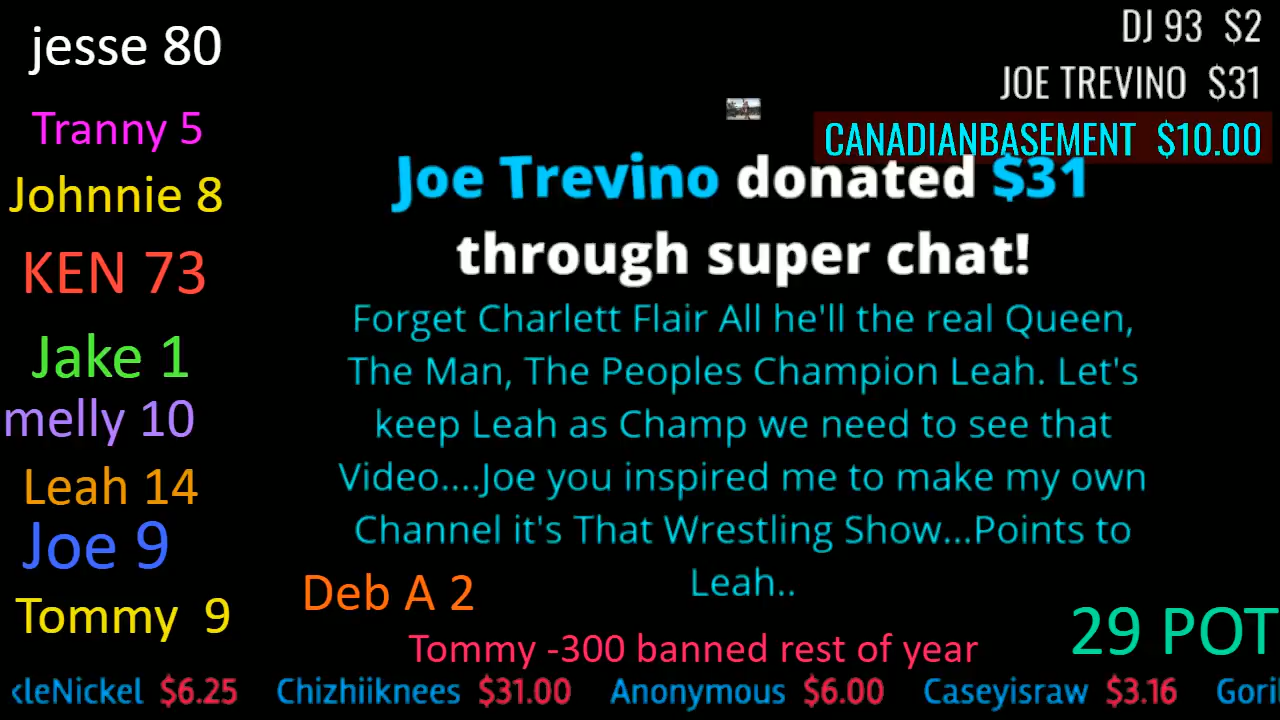 jesse 80
Tranny 5
Johnnie 8
KEN 73
Jake 1
melly 10
Leah 14
Joe 9
Tommy 9
DJ 93 $2
JOE TREVINO $31
CANADIANBASEMENT $10.00
Joe Trevino donated $31
through super chat!
Forget Charlett Flair All he'll the real Queen,
The Man, The Peoples Champion Leah. Let's
keep Leah as Champ we need to see that
Video....Joe you inspired me to make my own
Channel it's That Wrestling Show...Points to
Leah..
Deb A 2
29 POT
Tommy -300 banned rest of year
kleNickel $6.25 Chizhiiknees $31.00 Anonymous $6.00 Caseyisraw $3.16 Gori